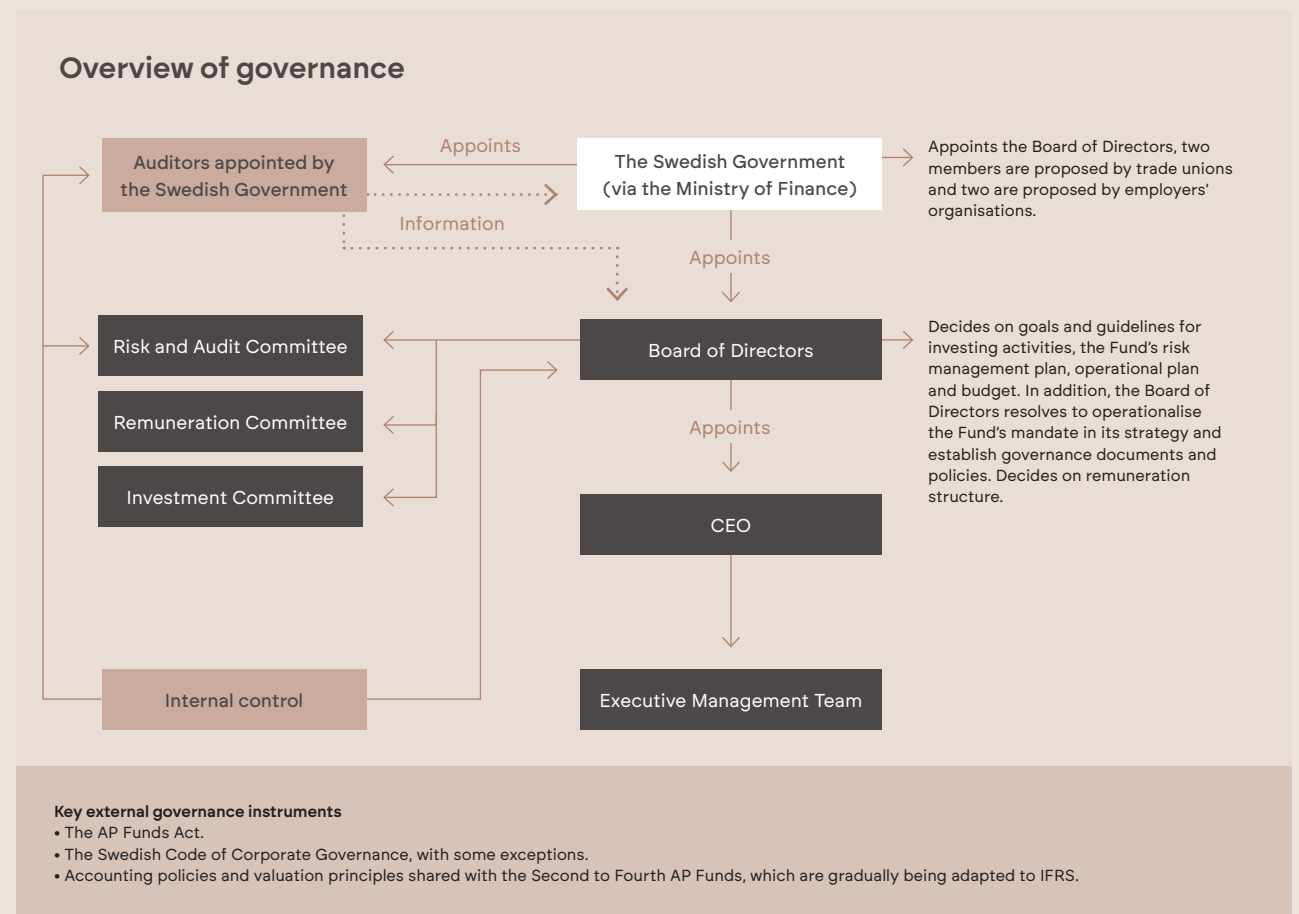 Overview of governance
Auditors appointed by
the Swedish Government
Appoints
Information
The Swedish Government
(via the Ministry of Finance)
Appoints the Board of Directors, two
members are proposed by trade unions
and two are proposed by employers’
organisations.
Appoints
Risk and Audit Committee
Remuneration Committee
Investment Committee
Board of Directors
Decides on goals and guidelines for
investing activities, the Fund’s risk
management plan, operational plan
and budget. In addition, the Board of
Directors resolves to operationalise
the Fund’s mandate in its strategy and
establish governance documents and
policies. Decides on remuneration
structure.
Appoints
CEO
Internal control
Executive Management Team
Key external governance instruments
• The AP Funds Act.
• The Swedish Code of Corporate Governance, with some exceptions.
• Accounting policies and valuation principles shared with the Second to Fourth AP Funds, which are gradually being adapted to IFRS.